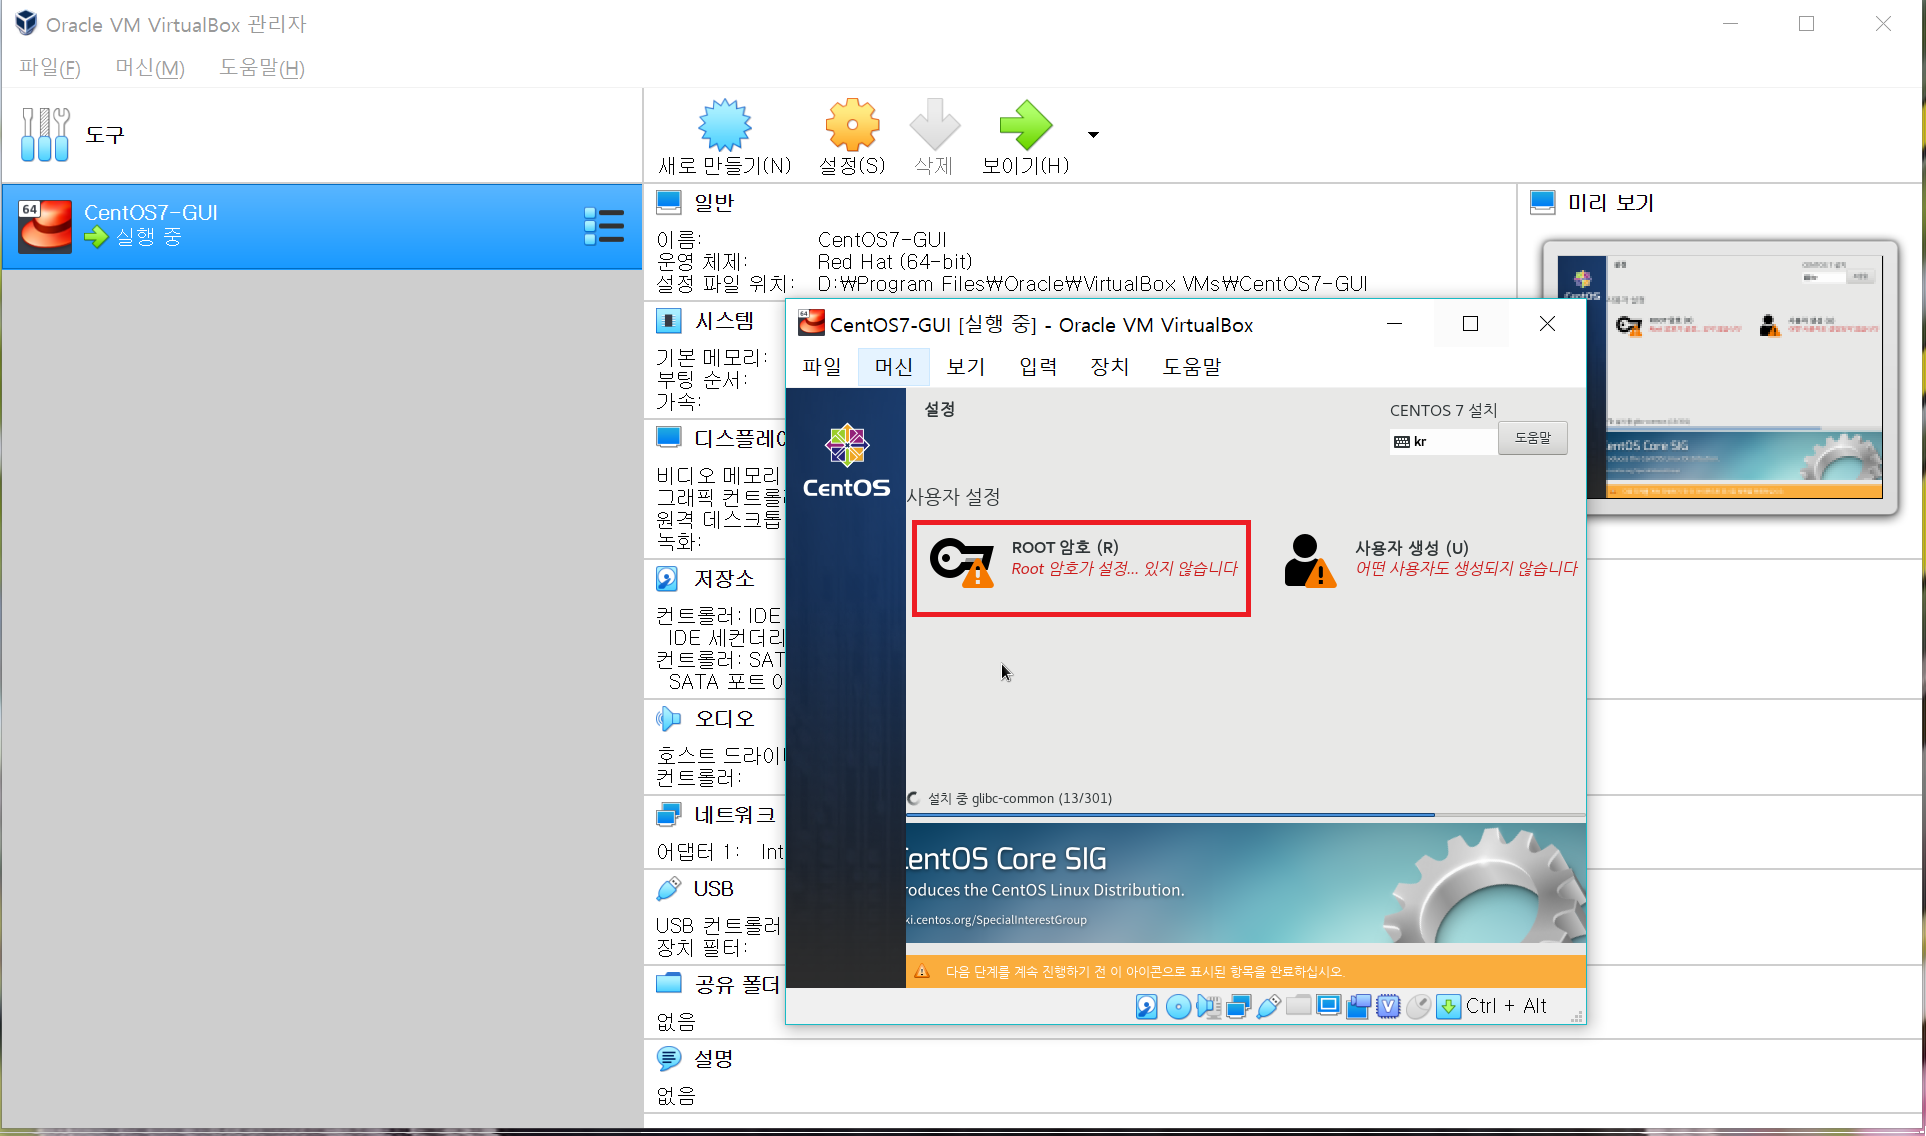 Oracle VM VirtualBox 관리자
파일(F) 머신(M) 도움말(H)
도구
새로 만들기(N) 설정(S) 삭제 보이기(H)
64
CentOS7-GUI
실행 중
일반
이름: CentOS7-GUI
운영 체제: Red Hat (64-bit)
설정 파일 위치: D:₩Program Files₩Oracle₩VirtualBox VMs₩CentOS7-GUI
시스템
기본 메모리:
부팅 순서:
가속:
디스플레이
비디오 메모리
그래픽 컨트롤러
원격 데스크톱
녹화:
저장소
컨트롤러: IDE
IDE 세컨더리
컨트롤러: SAT
SATA 포트 0
오디오
호스트 드라이
컨트롤러:
네트워크
어댑터 1: Int
USB
USB 컨트롤러
장치 필터:
공유 폴더
없음
설명
없음
미리 보기
CentOS7-GUI [실행 중] - Oracle VM VirtualBox
파일 머신 보기 입력 장치 도움말
CentOS
설정
CENTOS 7 설치
kr
도움말
사용자 설정
ROOT 암호 (R)
Root 암호가 설정... 있지 않습니다
사용자 생성 (U)
어떤 사용자도 생성되지 않습니다
설치 중 glibc-common (13/301)
entOS Core SIG
roduces the CentOS Linux Distribution.
ki.centos.org/SpecialInterestGroup
다음 단계를 계속 진행하기 전 이 아이콘으로 표시된 항목을 완료하십시오.
Ctrl + Alt